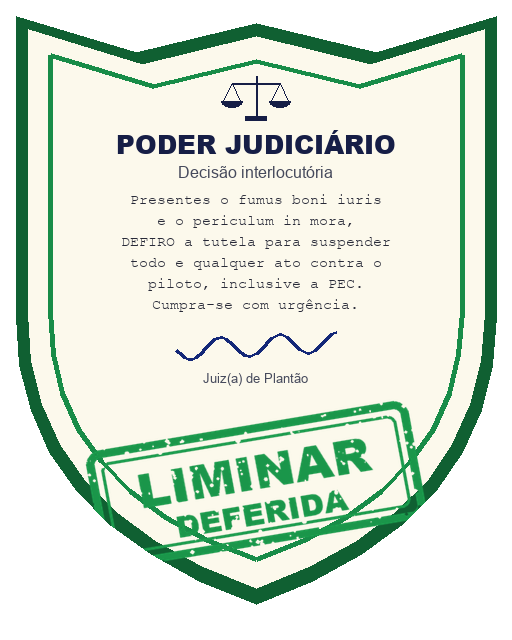 PODER JUDICIÁRIO
Decisão interlocutória
Presentes o fumus boni iuris
e o periculum in mora,
DEFIRO a tutela para suspender
todo e qualquer ato contra o
piloto, inclusive a PEC.
Cumpra-se com urgência.
Juiz(a) de Plantão
LIMINAR
DEFERIDA